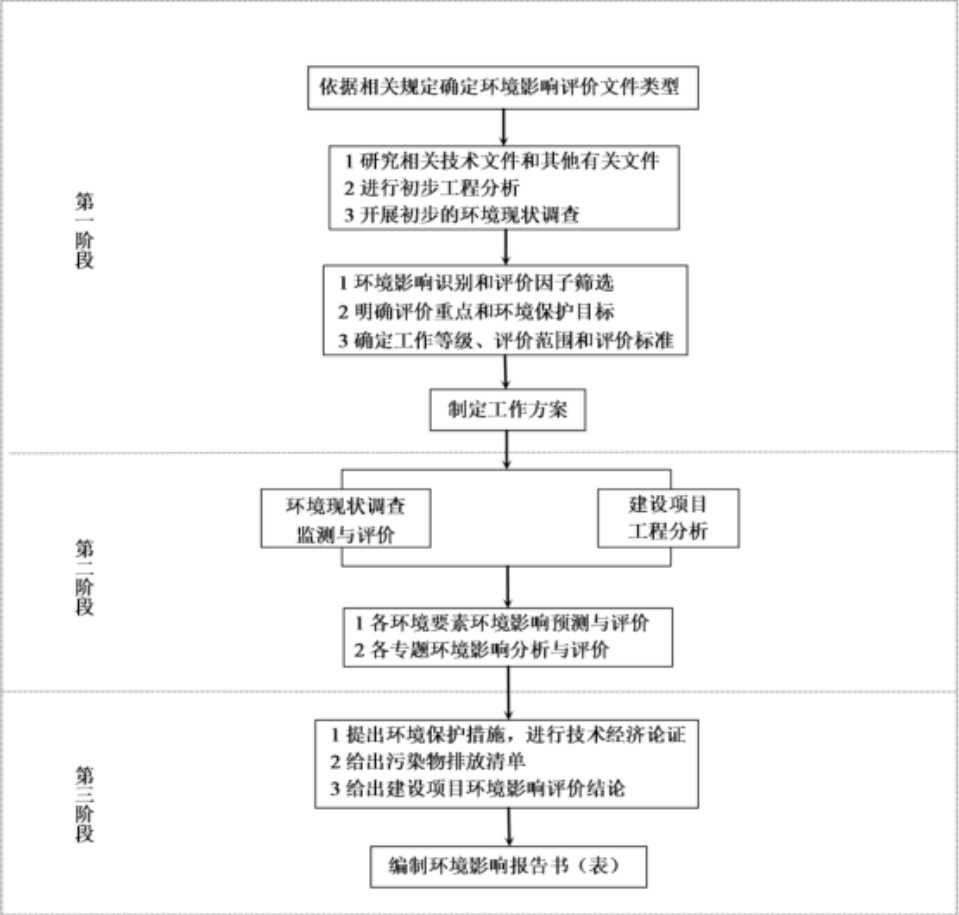 依据相关规定确定环境影响评价文件类型
第一阶段
1 研究相关技术文件和其他有关文件
2 进行初步工程分析
3 开展初步的环境现状调查
1 环境影响识别和评价因子筛选
2 明确评价重点和环境保护目标
3 确定工作等级、评价范围和评价标准
制定工作方案
第二阶段
环境现状调查
监测与评价
建设项目
工程分析
1 各环境要素环境影响预测与评价
2 各专题环境影响分析与评价
第三阶段
1 提出环境保护措施，进行技术经济论证
2 给出污染物排放清单
3 给出建设项目环境影响评价结论
编制环境影响报告书（表）